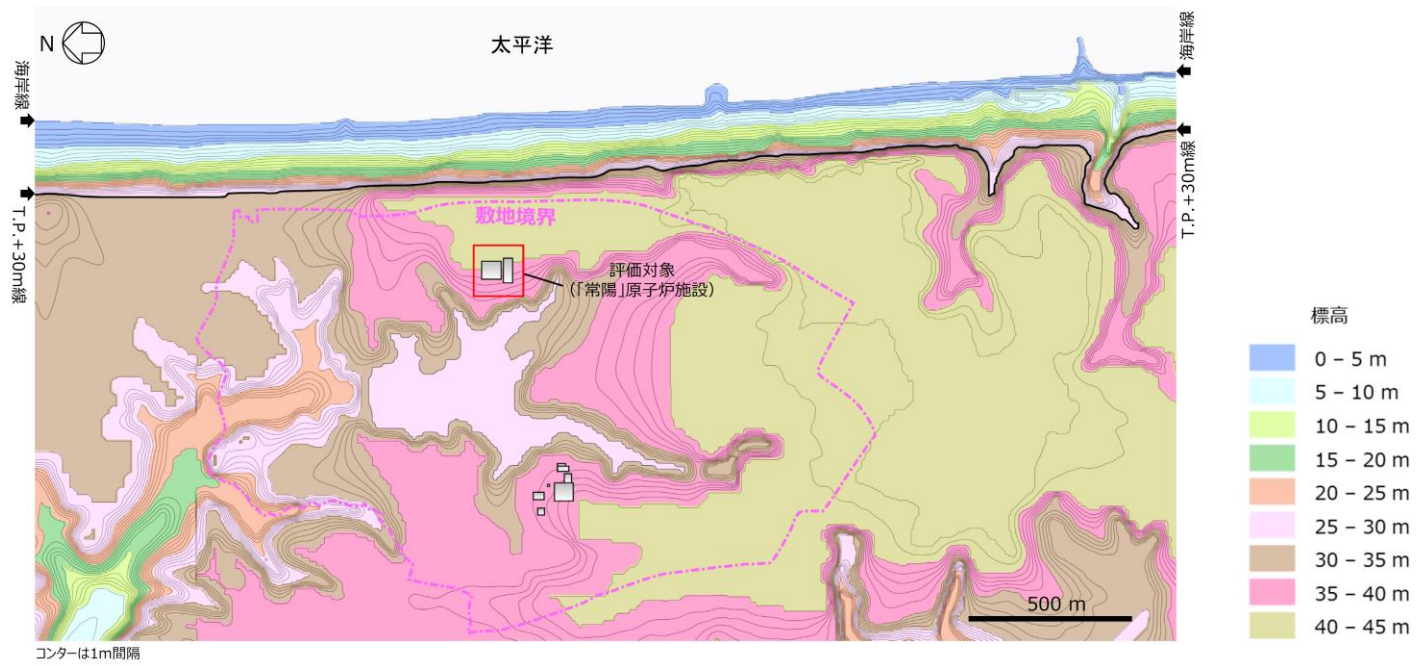 N
太平洋
海岸線
海岸線
T.P.+30m線
T.P.+30m線
敷地境界
評価対象
(「常陽」原子炉施設)
標高
0 – 5 m
5 – 10 m
10 – 15 m
15 – 20 m
20 – 25 m
25 – 30 m
30 – 35 m
35 – 40 m
40 – 45 m
500 m
コンターは1m間隔